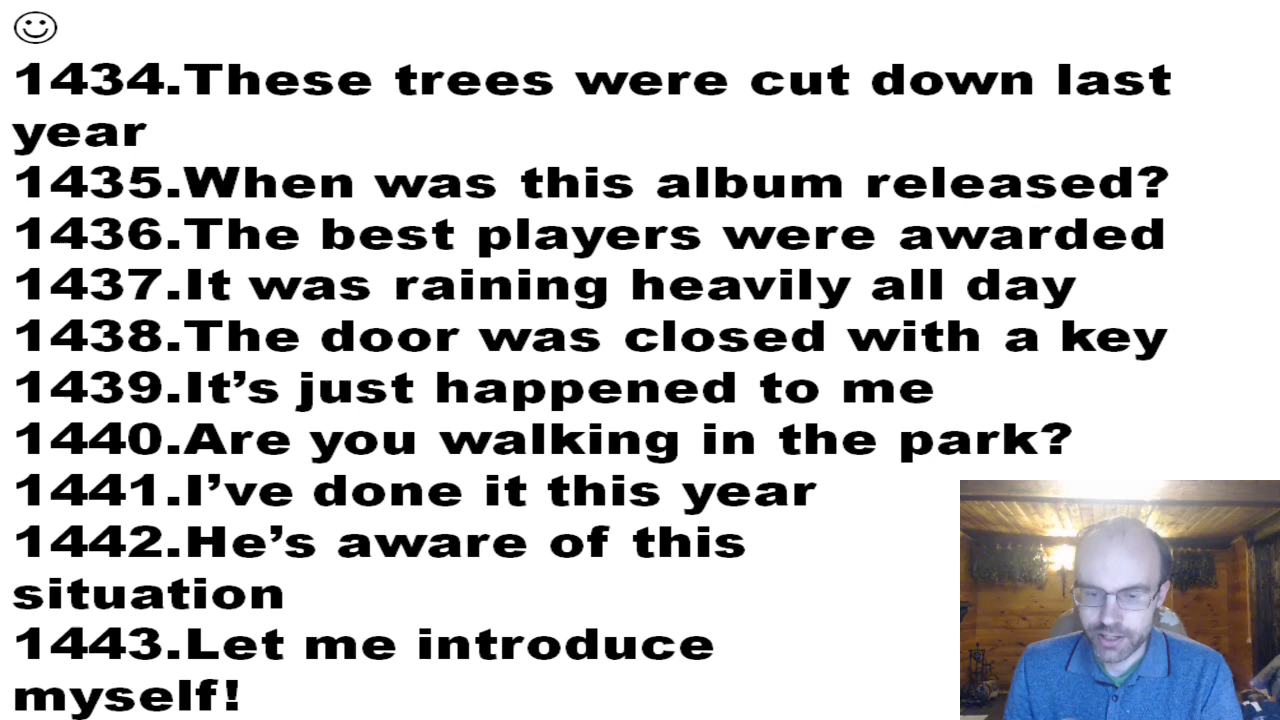 1434.These trees were cut down last
year
1435.When was this album released?
1436.The best players were awarded
1437.It was raining heavily all day
1438.The door was closed with a key
1439.It’s just happened to me
1440.Are you walking in the park?
1441.I’ve done it this year
1442.He’s aware of this
situation
1443.Let me introduce
myself!